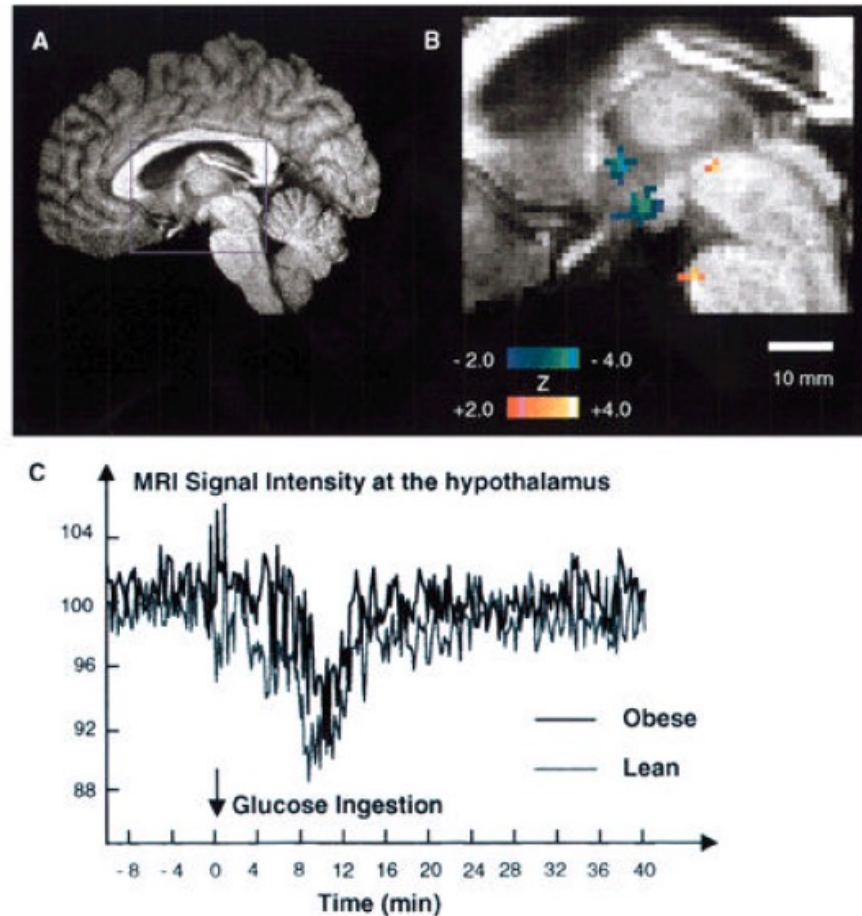 A
B
- 2.0 - 4.0
Z
+2.0 +4.0
10 mm
C
MRI Signal Intensity at the hypothalamus
104
100
96
92
88
Obese
Lean
Glucose Ingestion
- 8 - 4 0 4 8 12 16 20 24 28 32 36 40
Time (min)